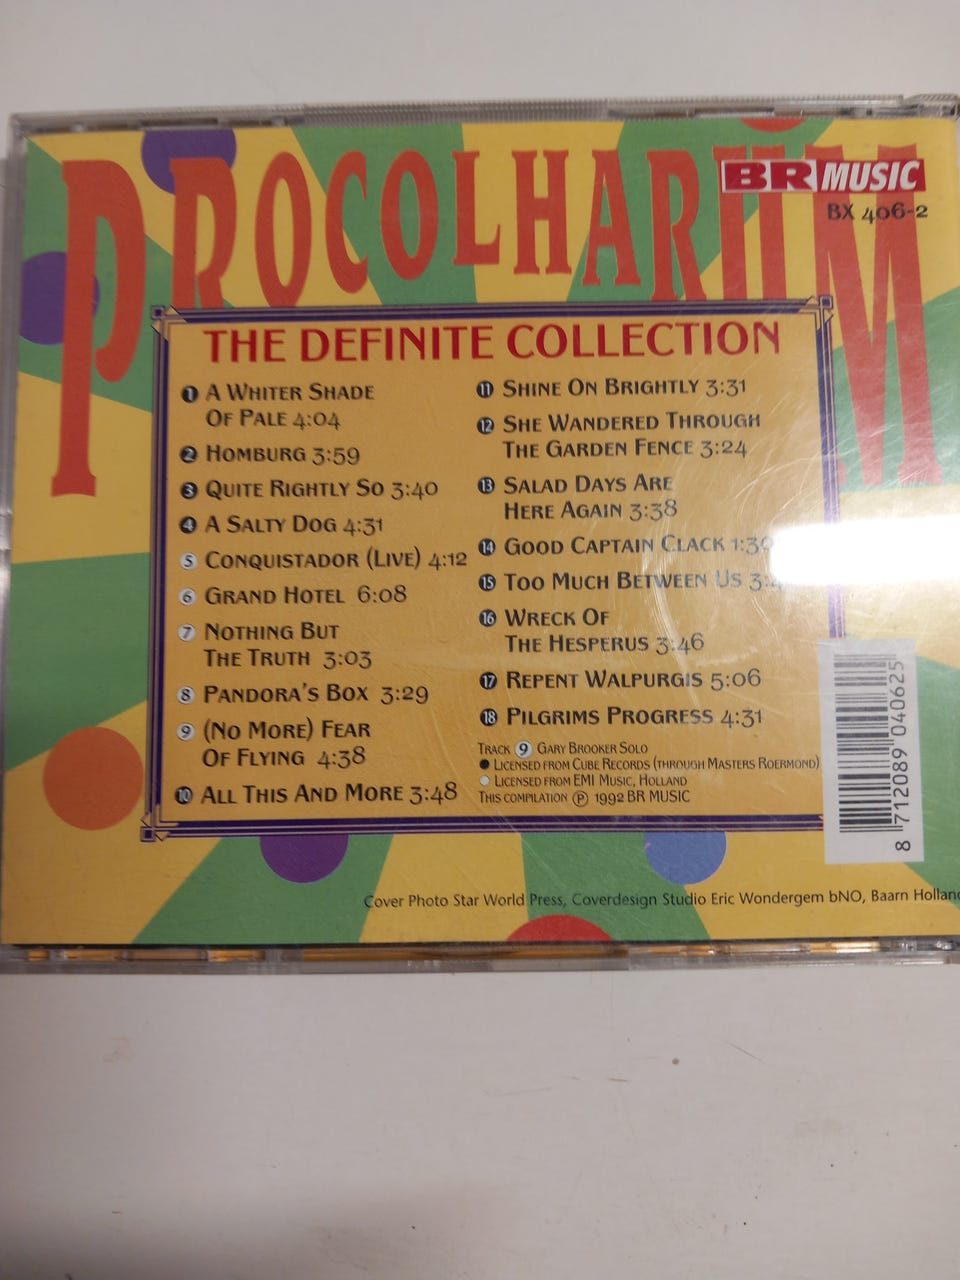 PROCOLHARUM
BR MUSIC
BX 406-2
THE DEFINITE COLLECTION
1 A WHITER SHADE
OF PALE 4:04
2 HOMBURG 3:59
3 QUITE RIGHTLY SO 3:40
4 A SALTY DOG 4:31
5 CONQUISTADOR (LIVE) 4:12
6 GRAND HOTEL 6:08
7 NOTHING BUT
THE TRUTH 3:03
8 PANDORA'S BOX 3:29
9 (NO MORE) FEAR
OF FLYING 4:38
10 ALL THIS AND MORE 3:48
11 SHINE ON BRIGHTLY 3:31
12 SHE WANDERED THROUGH
THE GARDEN FENCE 3:24
13 SALAD DAYS ARE
HERE AGAIN 3:38
14 GOOD CAPTAIN CLACK
15 TOO MUCH BETWEEN US
16 WRECK OF
THE HESPERUS 3:46
17 REPENT WALPURGIS 5:06
18 PILGRIMS PROGRESS 4:31
TRACK 9 GARY BROOKER SOLO
● LICENSED FROM CUBE RECORDS (THROUGH MASTERS ROERMOND)
○ LICENSED FROM EMI MUSIC, HOLLAND
THIS COMPILATION Ⓟ 1992 BR MUSIC
8 712089 040625
Cover Photo Star World Press, Coverdesign Studio Eric Wondergem bNO, Baarn Holland